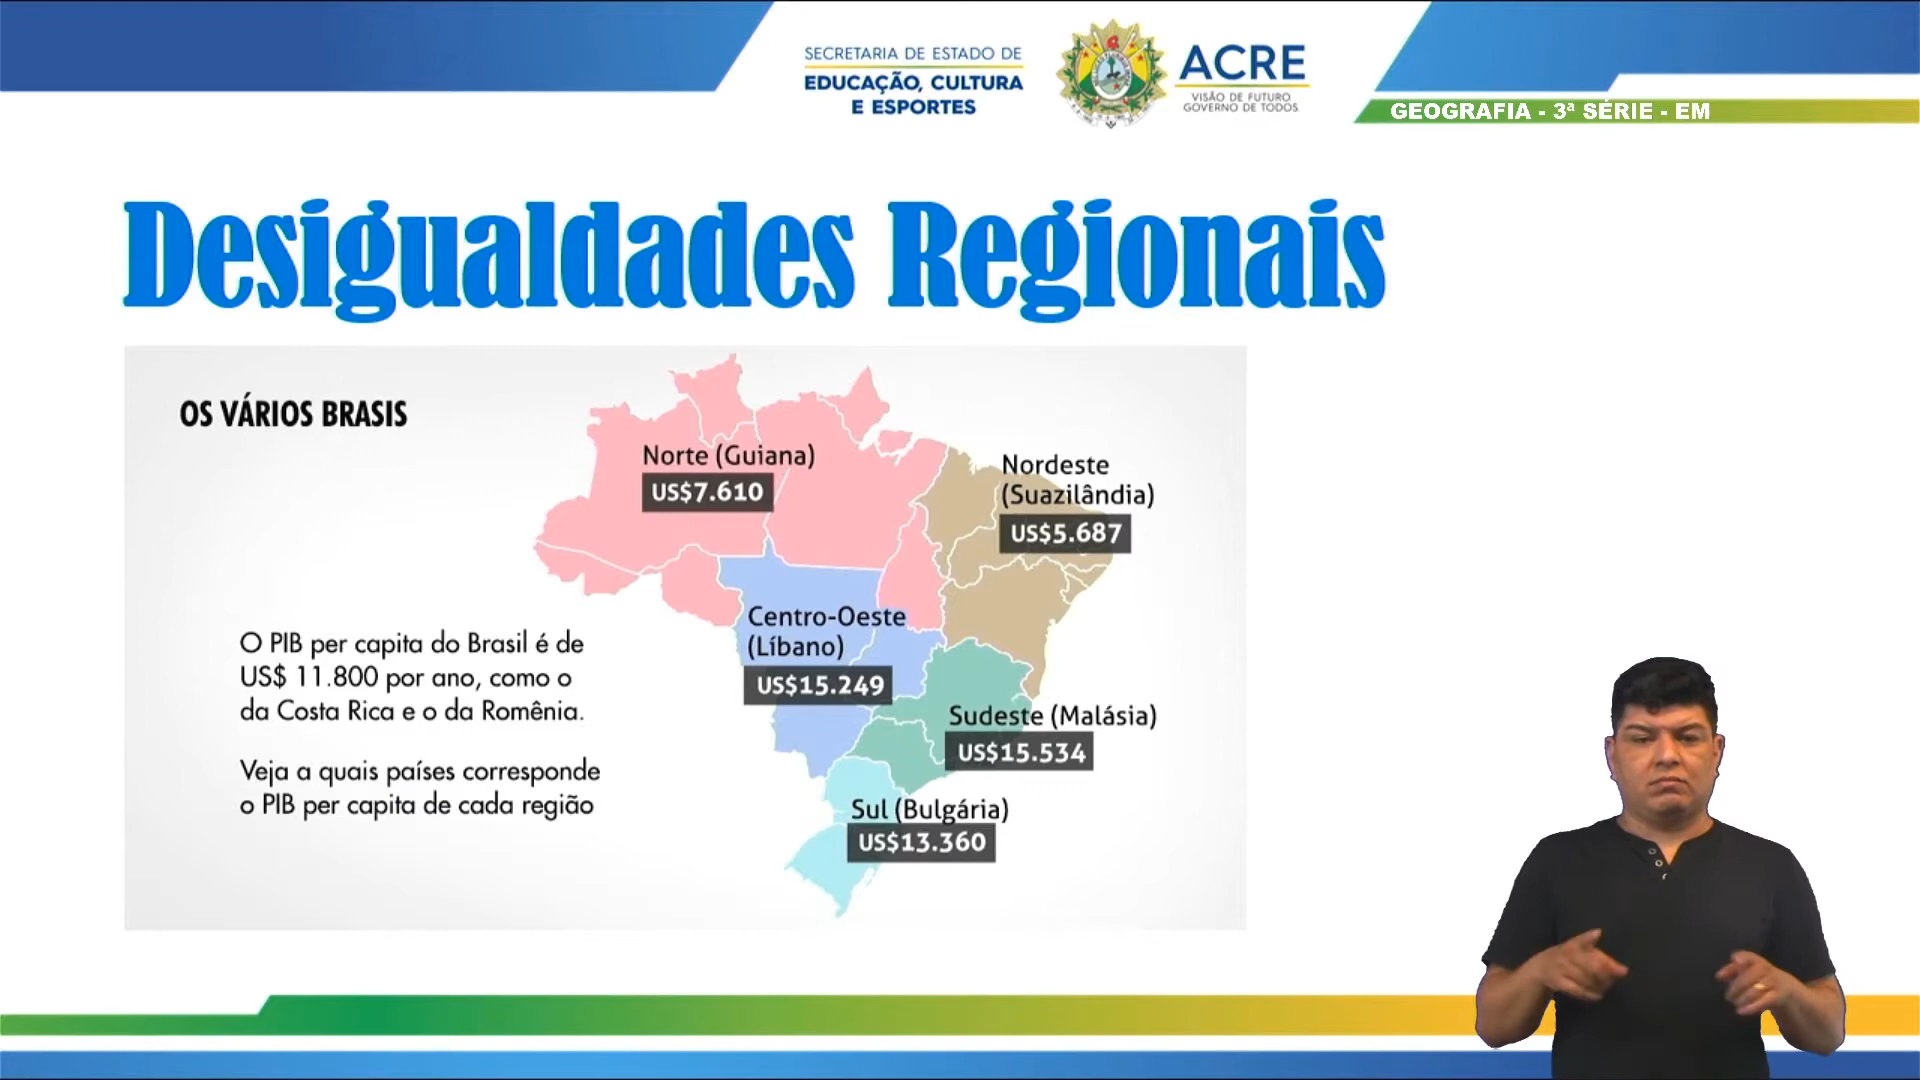 SECRETARIA DE ESTADO DE
EDUCAÇÃO, CULTURA
E ESPORTES
ACRE
VISÃO DE FUTURO
GOVERNO DE TODOS
GEOGRAFIA - 3ª SÉRIE - EM
Desigualdades Regionais
OS VÁRIOS BRASIS
Norte (Guiana)
US$7.610
Nordeste
(Suazilândia)
US$5.687
Centro-Oeste
(Líbano)
US$15.249
Sudeste (Malásia)
US$15.534
Sul (Bulgária)
US$13.360
O PIB per capita do Brasil é de
US$ 11.800 por ano, como o
da Costa Rica e o da Romênia.
Veja a quais países corresponde
o PIB per capita de cada região